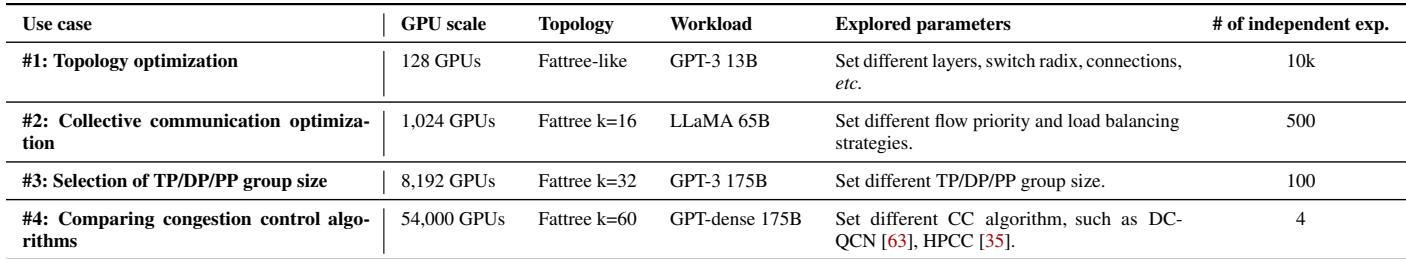 Use case GPU scale Topology Workload Explored parameters # of independent exp.
#1: Topology optimization 128 GPUs Fattree-like GPT-3 13B Set different layers, switch radix, connections, 10k
etc.
#2: Collective communication optimiza- 1,024 GPUs Fattree k=16 LLaMA 65B Set different flow priority and load balancing 500
tion strategies.
#3: Selection of TP/DP/PP group size 8,192 GPUs Fattree k=32 GPT-3 175B Set different TP/DP/PP group size. 100
#4: Comparing congestion control algo- 54,000 GPUs Fattree k=60 GPT-dense 175B Set different CC algorithm, such as DC- 4
rithms QCN [63], HPCC [35].